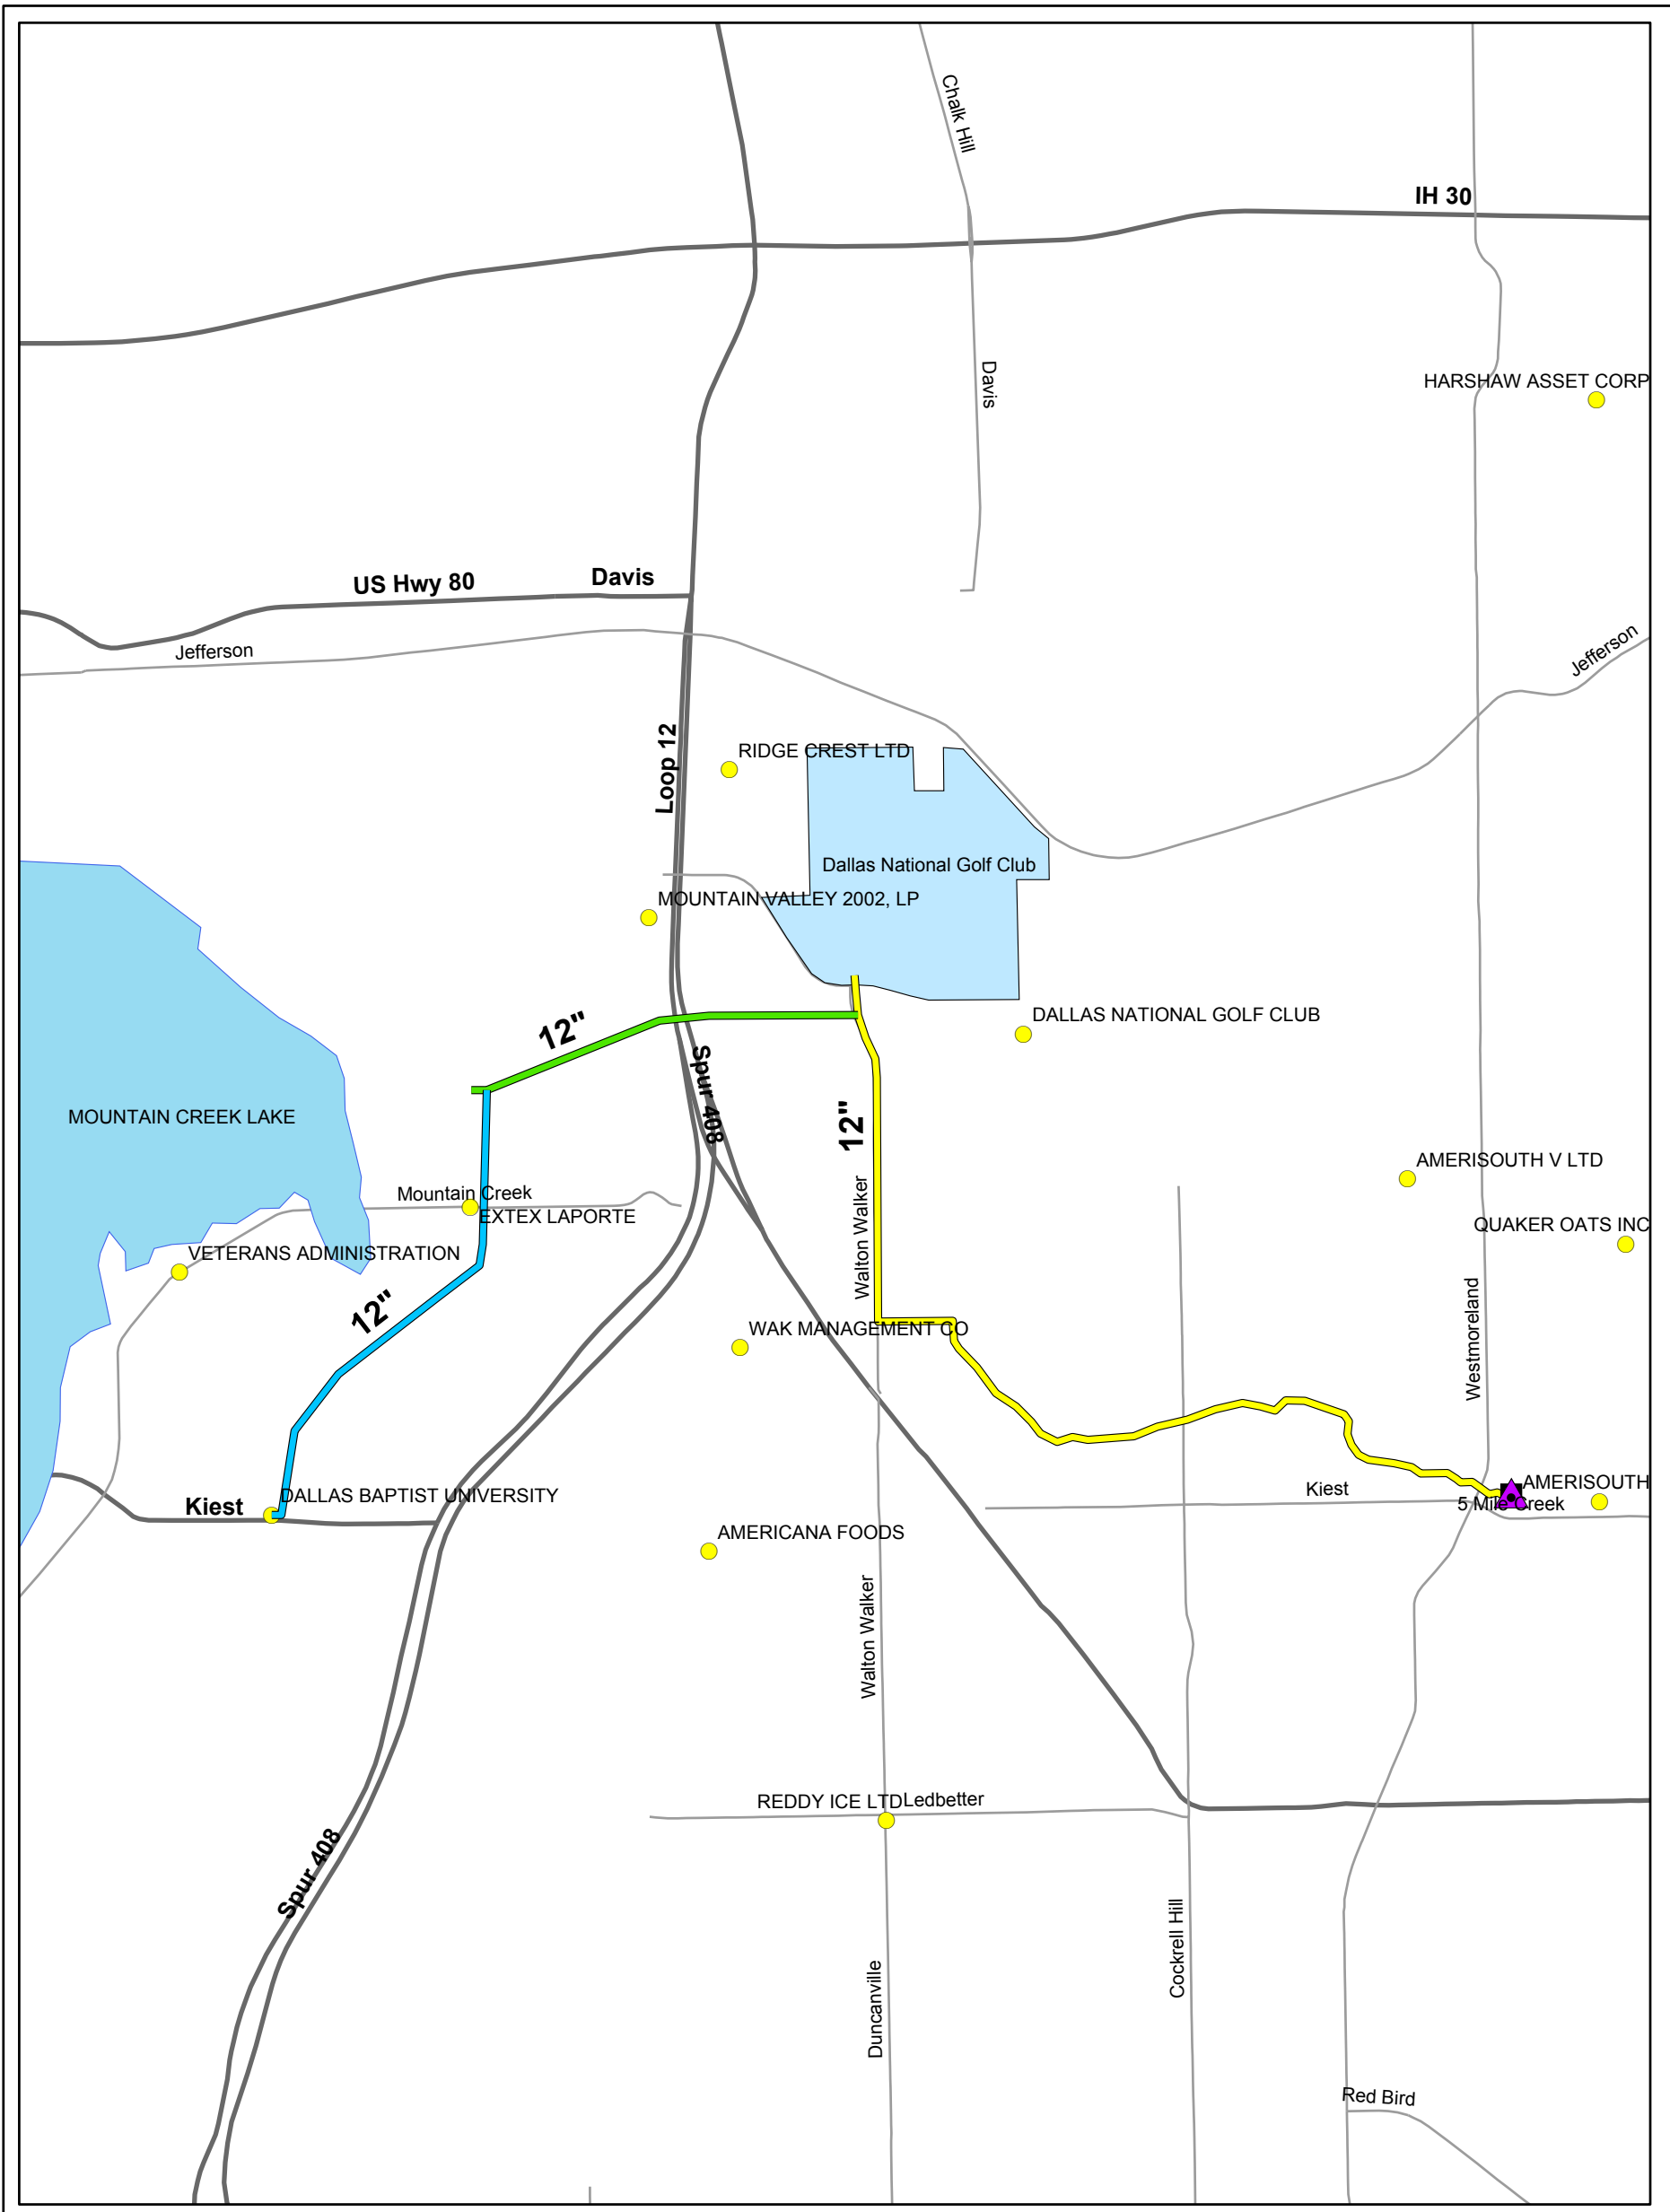 Chalk Hill
IH 30
Davis
HARSHAW ASSET CORP
US Hwy 80
Davis
Jefferson
Jefferson
Loop 12
RIDGE CREST LTD
Dallas National Golf Club
MOUNTAIN VALLEY 2002, LP
12"
DALLAS NATIONAL GOLF CLUB
Spur 408
MOUNTAIN CREEK LAKE
12"
AMERISOUTH V LTD
Mountain Creek
EXTEX LAPORTE
QUAKER OATS INC
VETERANS ADMINISTRATION
Walton Walker
12"
WAK MANAGEMENT CO
Westmoreland
DALLAS BAPTIST UNIVERSITY
Kiest
Kiest
AMERISOUTH
5 Mile Creek
AMERICANA FOODS
Walton Walker
REDDY ICE LTD
Ledbetter
Spur 408
Cockrell Hill
Duncanville
Red Bird